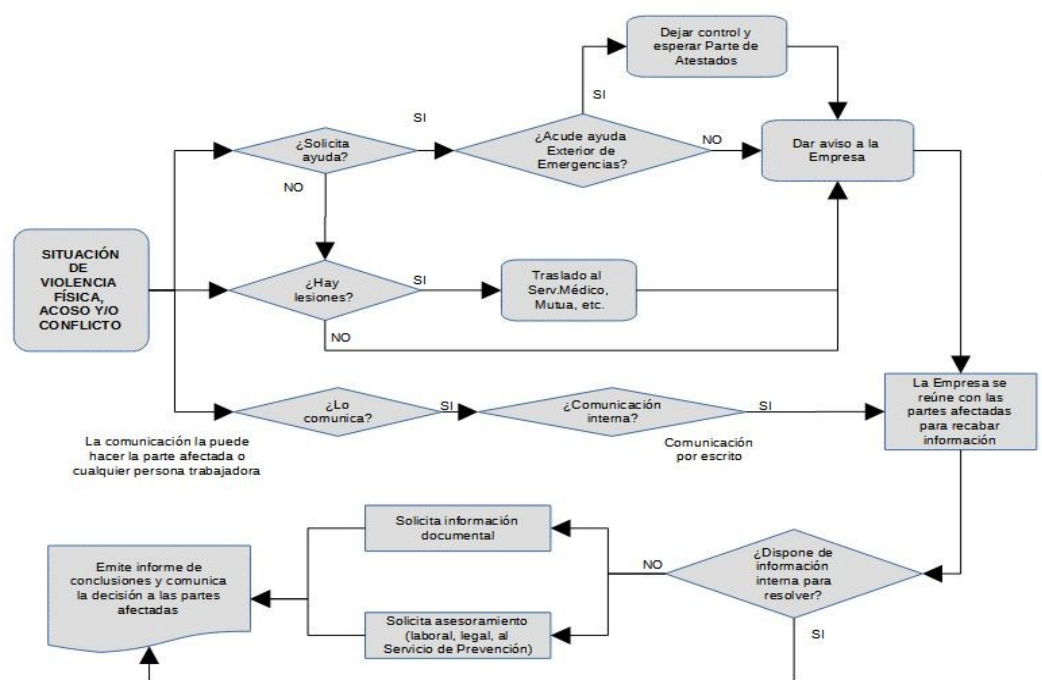 Dejar control y
esperar Parte de
Atestados
SI
SI
¿Solicita
ayuda?
¿Acude ayuda
Exterior de
Emergencias?
NO
Dar aviso a la
Empresa
NO
SITUACIÓN
DE
VIOLENCIA
FÍSICA,
ACOSO Y/O
CONFLICTO
¿Hay
lesiones?
SI
Traslado al
Serv.Médico,
Mutua, etc.
NO
¿Lo
comunica?
SI
¿Comunicación
interna?
SI
La Empresa se
reúne con las
partes afectadas
para recabar
información
La comunicación la puede
hacer la parte afectada o
cualquier persona trabajadora
Comunicación
por escrito
Solicita información
documental
Emite informe de
conclusiones y comunica
la decisión a las partes
afectadas
NO
¿Dispone de
información
interna para
resolver?
Solicita asesoramiento
(laboral, legal, al
Servicio de Prevención)
SI